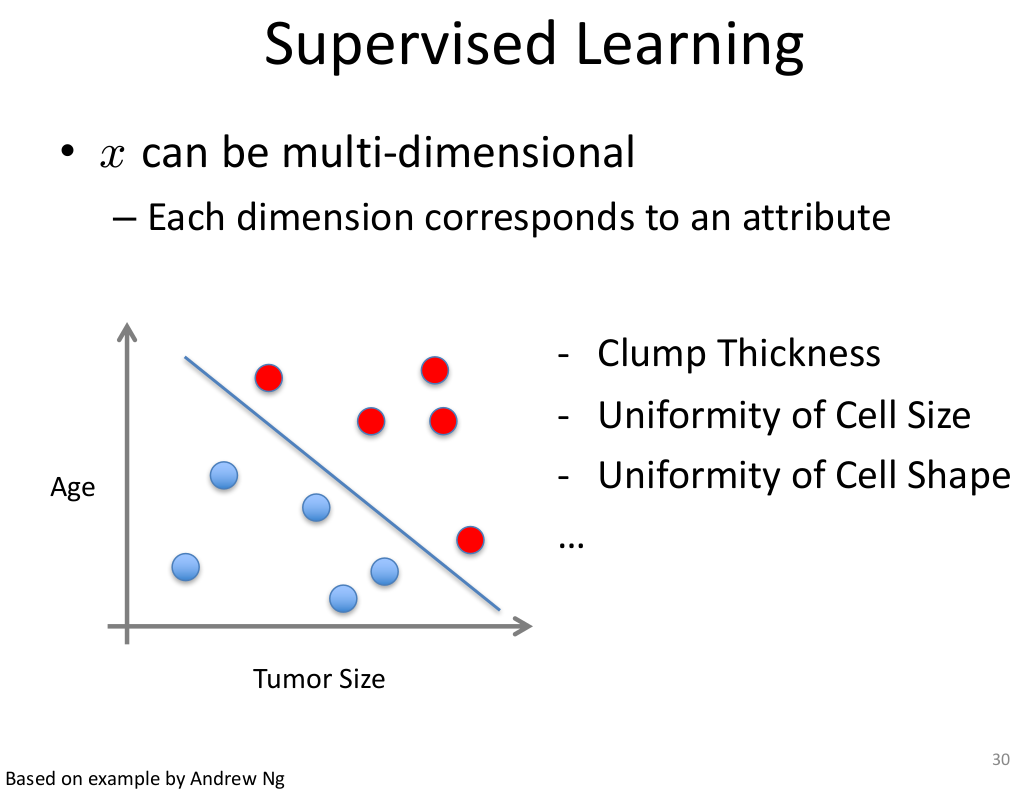 Supervised Learning
• x can be multi-dimensional
– Each dimension corresponds to an attribute
- Clump Thickness
- Uniformity of Cell Size
- Uniformity of Cell Shape
…
Age
Tumor Size
30
Based on example by Andrew Ng